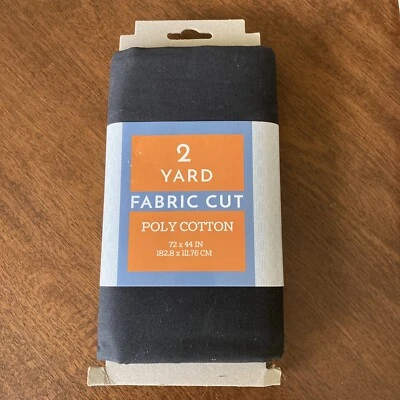 2
YARD
FABRIC CUT
POLY COTTON
72 x 44 IN
182.8 x 111.76 CM